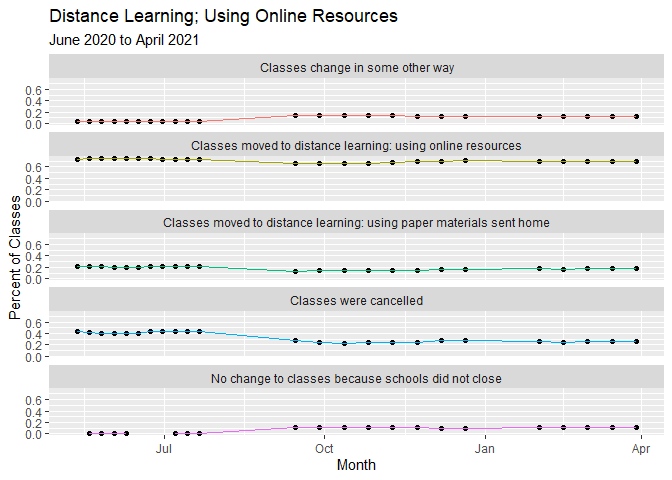 Distance Learning; Using Online Resources
June 2020 to April 2021
Percent of Classes
Classes change in some other way
0.6
0.4
0.2
0.0
Classes moved to distance learning: using online resources
0.6
0.4
0.2
0.0
Classes moved to distance learning: using paper materials sent home
0.6
0.4
0.2
0.0
Classes were cancelled
0.6
0.4
0.2
0.0
No change to classes because schools did not close
0.6
0.4
0.2
0.0
Jul Oct Jan Apr
Month